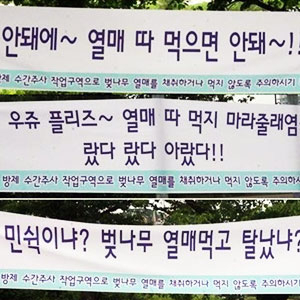 안돼에~ 열매 따 먹으면 안돼~!!
방제 수간주사 작업구역으로 벚나무 열매를 채취하거나 먹지 않도록 주의하시기
우쥬 플리즈~ 열매 따 먹지 마라줄래염
랐다 랐다 아랐다!!
방제 수간주사 작업구역으로 벚나무 열매를 채취하거나 먹지 않도록 주의하시기
민쉭이냐? 벚나무 열매먹고 탈났냐?
방제 수간주사 작업구역으로 벚나무 열매를 채취하거나 먹지 않도록 주의하시기